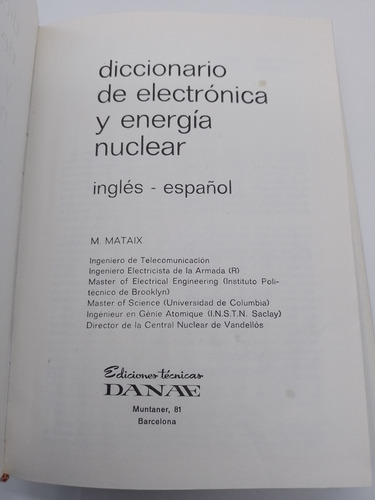 diccionario
de electrónica
y energía
nuclear
inglés - español
M. MATAIX
Ingeniero de Telecomunicación
Ingeniero Electricista de la Armada (R)
Master of Electrical Engineering (Instituto Poli-
técnico de Brooklyn)
Master of Science (Universidad de Columbia)
Ingénieur en Génie Atomique (I.N.S.T.N. Saclay)
Director de la Central Nuclear de Vandellós
Ediciones técnicas
DANAE
Muntaner, 81
Barcelona